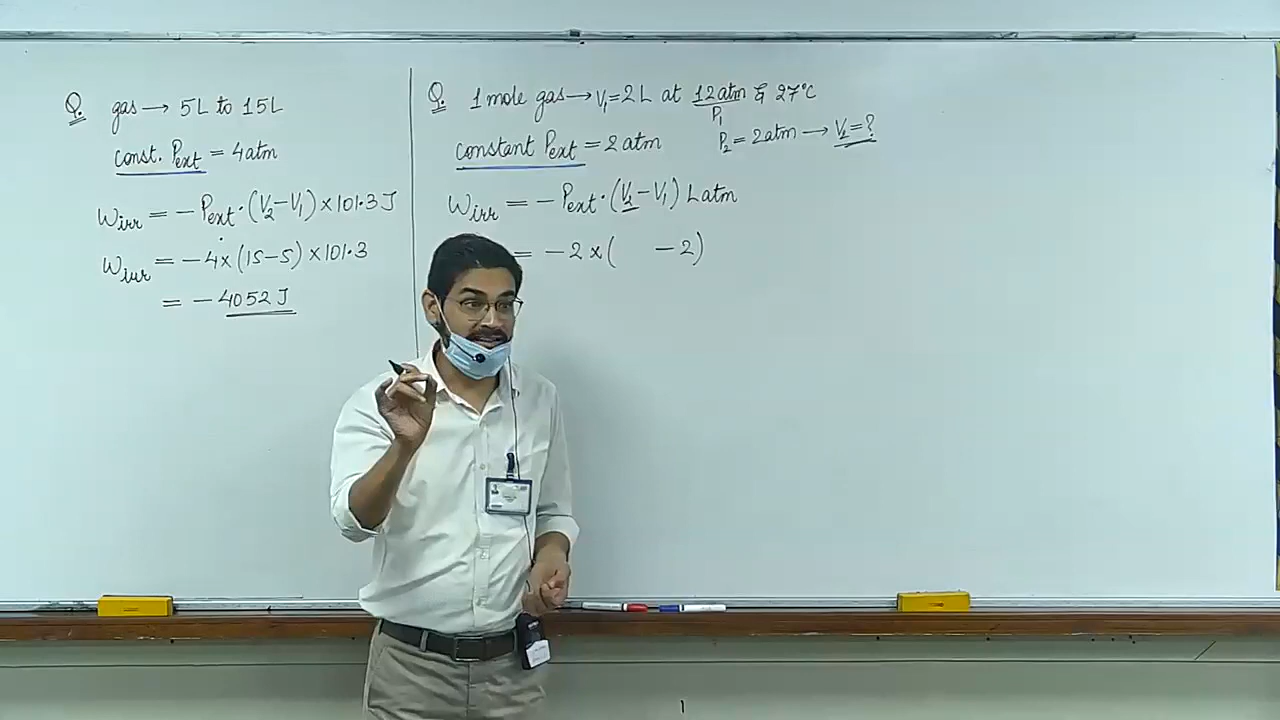 Q. gas → 5L to 15L
const. Pext = 4atm
Wirr = - Pext·(V2-V1)×101.3 J
Wirr = -4×(15-5)×101.3
= -4052 J
Q. 1 mole gas → V1=2L at 12atm & 27°C
P1
constant Pext = 2 atm
P2 = 2atm → V2=?
Wirr = - Pext·(V2-V1) L atm
= -2×( -2)